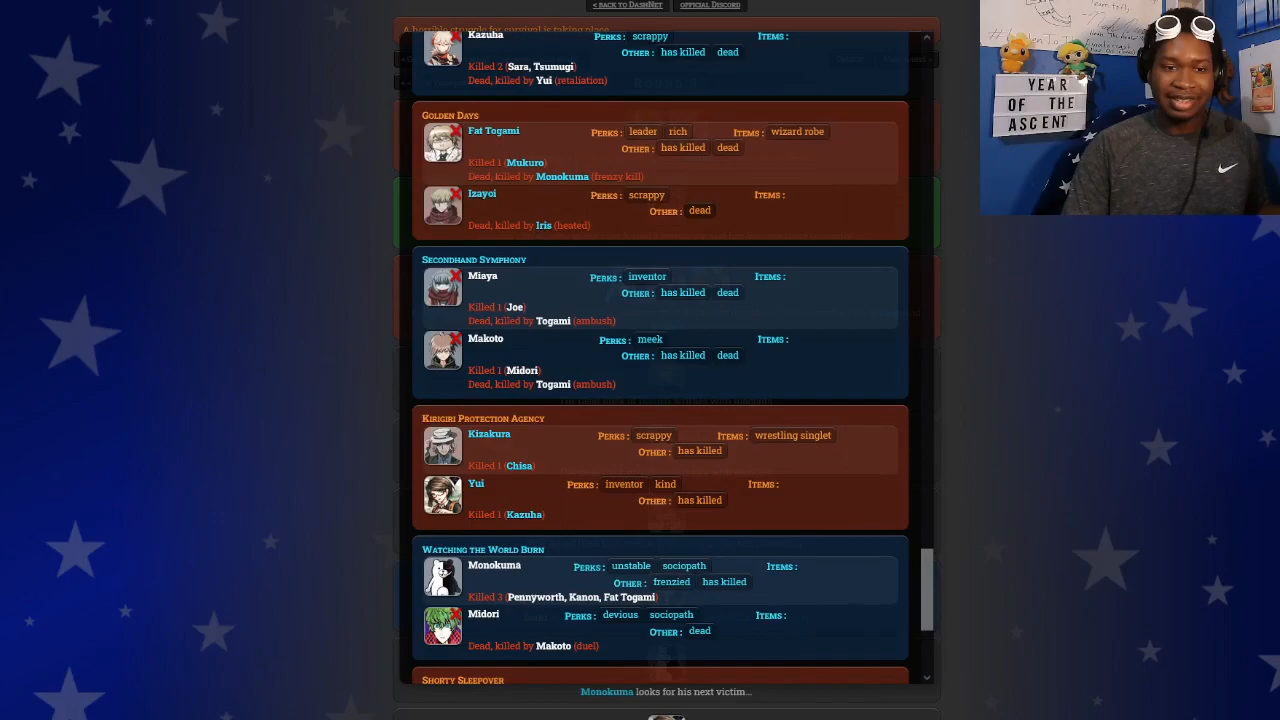 < BACK TO DASHNET OFFICIAL DISCORD
A horrible struggle for survival is taking place
Kazuha Perks : scrappy Items :
Other : has killed dead
Killed 2 (Sara, Tsumugi)
Dead, killed by Yui (retaliation)
Golden Days
Fat Togami Perks : leader rich Items : wizard robe
Other : has killed dead
Killed 1 (Mukuro)
Dead, killed by Monokuma (frenzy kill)
Izayoi Perks : scrappy Items :
Other : dead
Dead, killed by Iris (heated)
Secondhand Symphony
Miaya Perks : inventor Items :
Other : has killed dead
Killed 1 (Joe)
Dead, killed by Togami (ambush)
Makoto Perks : meek Items :
Other : has killed dead
Killed 1 (Midori)
Dead, killed by Togami (ambush)
Kirigiri Protection Agency
Kizakura Perks : scrappy Items : wrestling singlet
Other : has killed
Killed 1 (Chisa)
Yui Perks : inventor kind Items :
Other : has killed
Killed 1 (Kazuha)
Watching the World Burn
Monokuma Perks : unstable sociopath Items :
Other : frenzied has killed
Killed 3 (Pennyworth, Kanon, Fat Togami)
Midori Perks : devious sociopath Items :
Other : dead
Dead, killed by Makoto (duel)
Shorty Sleepover
Monokuma looks for his next victim...
YEAR
OF THE
ASCENT